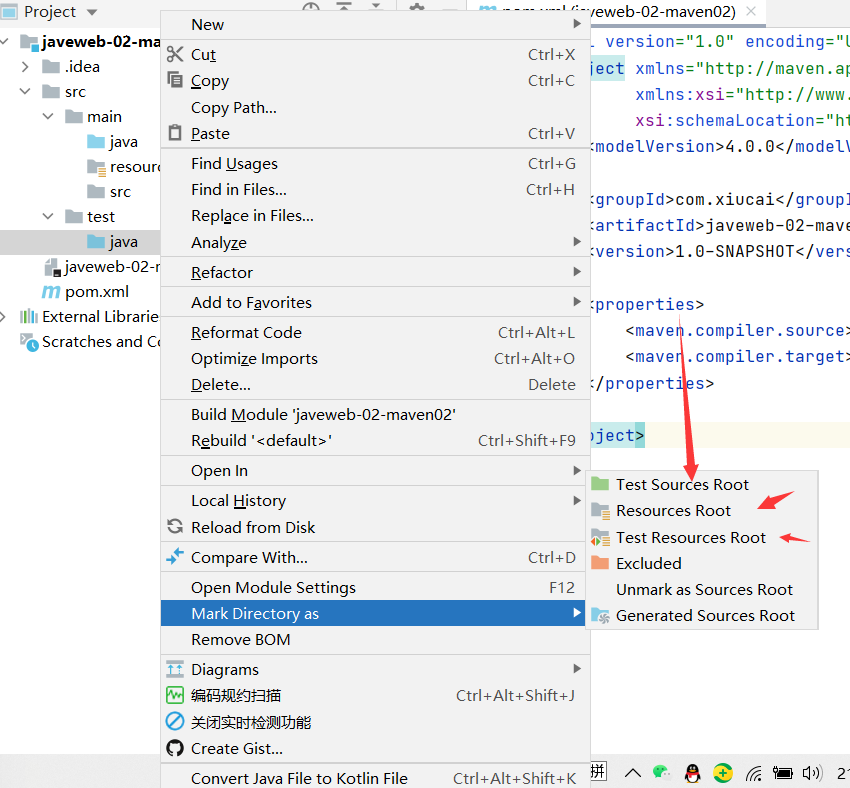 Project
pom.xml (javeweb-02-maven02)
javeweb-02-ma
.idea
src
main
java
resour
src
test
java
javeweb-02-
pom.xml
External Librarie
Scratches and Co
New
Cut Ctrl+X
Copy Ctrl+C
Copy Path...
Paste Ctrl+V
Find Usages Ctrl+G
Find in Files... Ctrl+H
Replace in Files...
Analyze
Refactor
Add to Favorites
Reformat Code Ctrl+Alt+L
Optimize Imports Ctrl+Alt+O
Delete... Delete
Build Module 'javeweb-02-maven02'
Rebuild '<default>' Ctrl+Shift+F9
Open In
Local History
Reload from Disk
Compare With... Ctrl+D
Open Module Settings F12
Mark Directory as
Remove BOM
Diagrams
编码规约扫描 Ctrl+Alt+Shift+J
关闭实时检测功能
Create Gist...
Convert Java File to Kotlin File Ctrl+Alt+Shift+K
version="1.0" encoding="U
ject xmlns="http://maven.ap
xmlns:xsi="http://www.
xsi:schemaLocation="ht
<modelVersion>4.0.0</modelV
<groupId>com.xiucai</groupI
<artifactId>javeweb-02-mave
<version>1.0-SNAPSHOT</vers
<properties>
<maven.compiler.source>
<maven.compiler.target>
</properties>
oject>
Test Sources Root
Resources Root
Test Resources Root
Excluded
Unmark as Sources Root
Generated Sources Root
拼